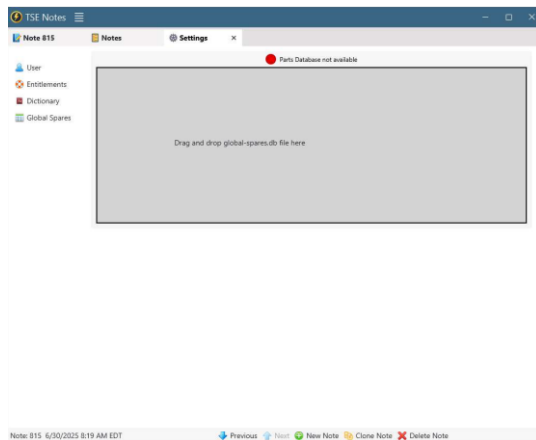 TSE Notes
Note 815 Notes Settings ×
Parts Database not available
User
Entitlements
Dictionary
Global Spares
Drag and drop global-spares.db file here
Note: 815 6/30/2025 8:19 AM EDT Previous Next New Note Clone Note Delete Note